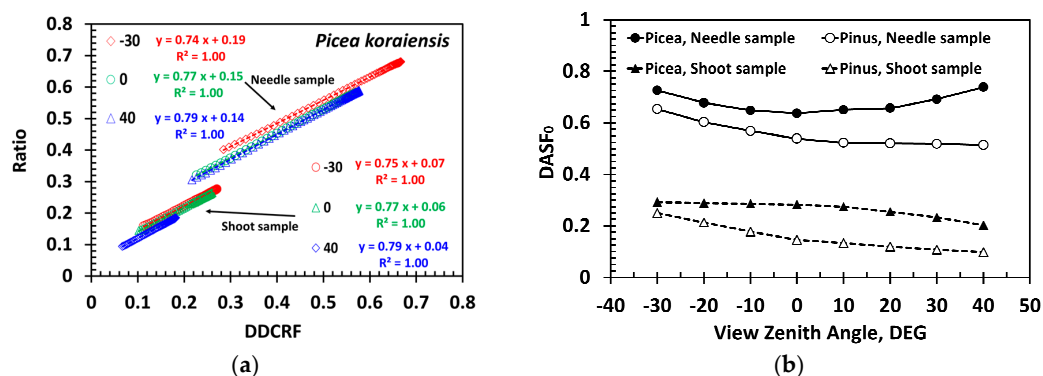 Picea koraiensis
-30 y = 0.74 x + 0.19
R² = 1.00
0 y = 0.77 x + 0.15
R² = 1.00
40 y = 0.79 x + 0.14
R² = 1.00
Needle sample
-30 y = 0.75 x + 0.07
R² = 1.00
0 y = 0.77 x + 0.06
R² = 1.00
40 y = 0.79 x + 0.04
R² = 1.00
Shoot sample
Ratio
0.8
0.7
0.6
0.5
0.4
0.3
0.2
0.1
0
0 0.1 0.2 0.3 0.4 0.5 0.6 0.7 0.8
DDCRF
(a)
Picea, Needle sample Pinus, Needle sample
Picea, Shoot sample Pinus, Shoot sample
DASF₀
1
0.8
0.6
0.4
0.2
0
-40 -30 -20 -10 0 10 20 30 40 50
View Zenith Angle, DEG
(b)